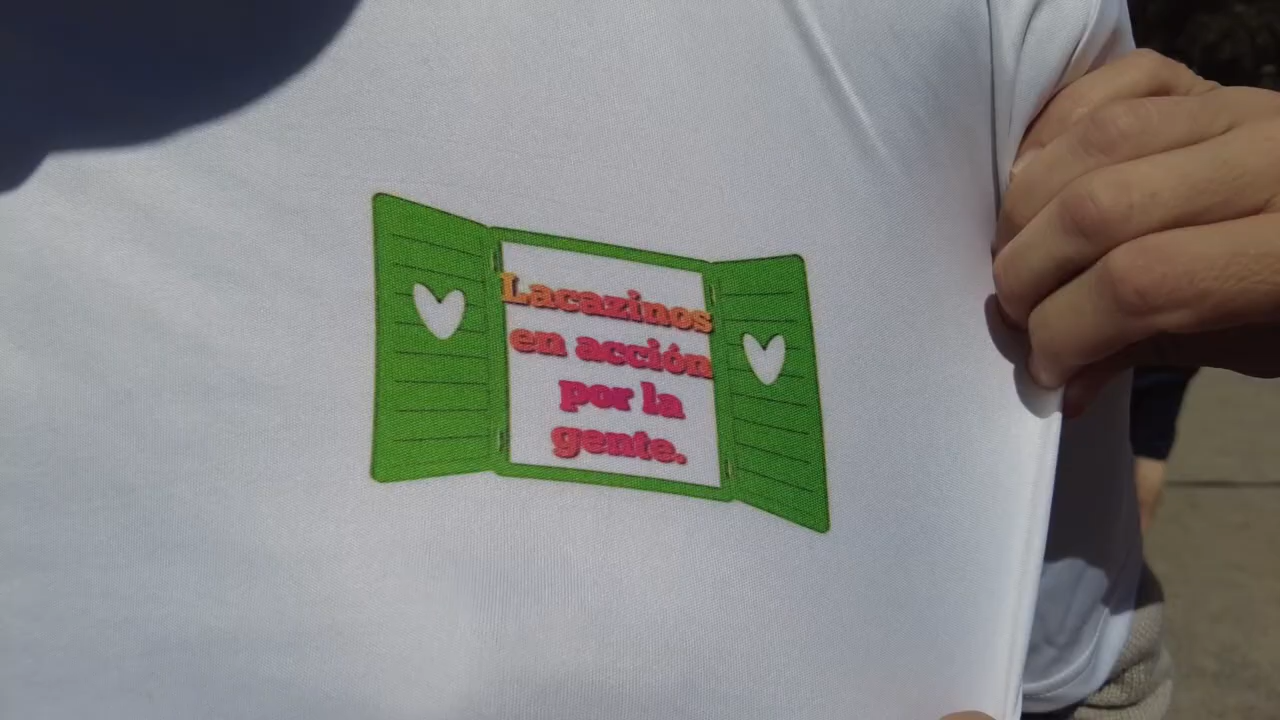 Lacazinos
en acción
por la
gente.